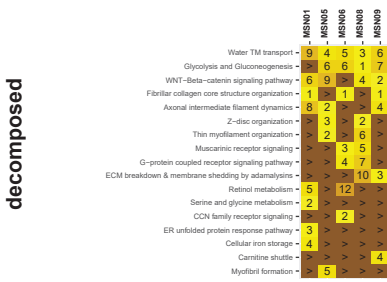 MSN01 MSN05 MSN06 MSN08 MSN09
decomposed
Water TM transport 9 4 5 3 6
Glycolysis and Gluconeogenesis > 6 6 1 7
WNT−Beta−catenin signaling pathway 6 9 > 4 2
Fibrillar collagen core structure organization 1 > 1 > 1
Axonal intermediate filament dynamics 8 2 > > 4
Z−disc organization > 3 > 2 >
Thin myofilament organization > 2 > 6 >
Muscarinic receptor signaling > > 3 5 >
G−protein coupled receptor signaling pathway > > 4 7 >
ECM breakdown & membrane shedding by adamalysins > > > 10 3
Retinol metabolism 5 > 12 > >
Serine and glycine metabolism 2 > > > >
CCN family receptor signaling > > 2 > >
ER unfolded protein response pathway 3 > > > >
Cellular iron storage 4 > > > >
Carnitine shuttle > > > > 4
Myofibril formation > 5 > > >